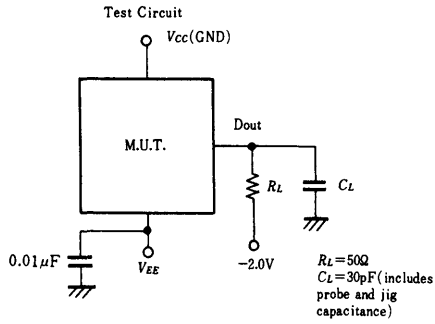 Test Circuit
VCC(GND)
Dout
M.U.T.
RL
CL
0.01μF
VEE
−2.0V
RL=50Ω
CL=30pF(includes
probe and jig
capacitance)